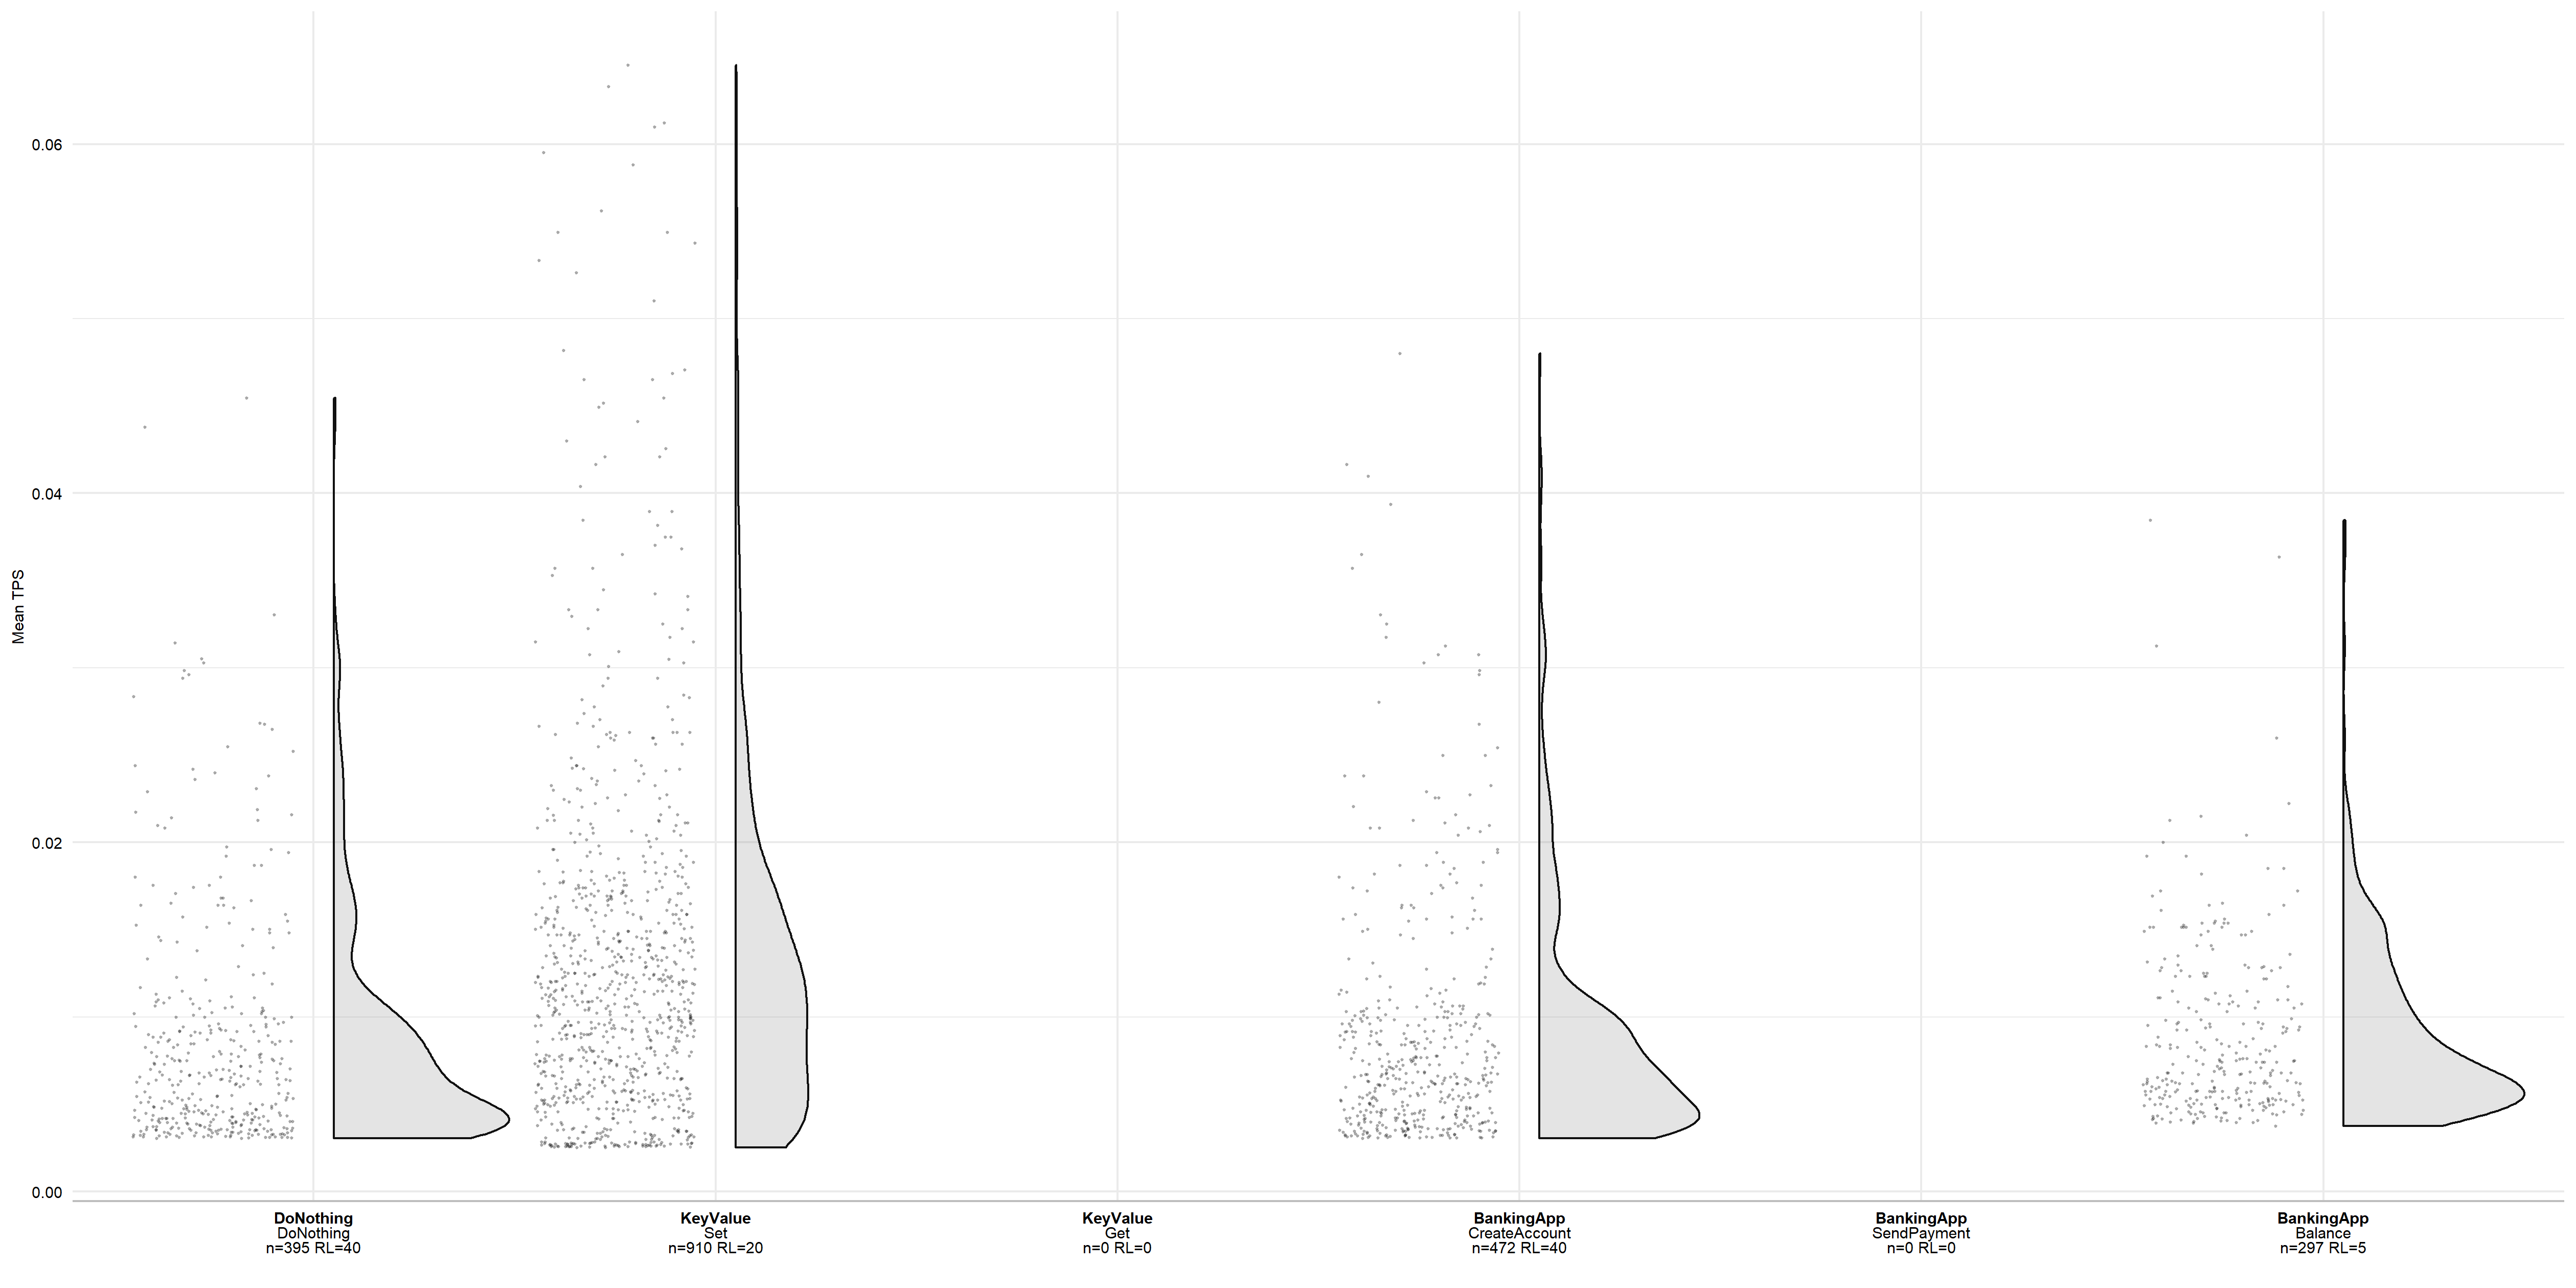 0.06
0.04
0.02
0.00
Mean TPS
DoNothing
DoNothing
n=395 RL=40
KeyValue
Set
n=910 RL=20
KeyValue
Get
n=0 RL=0
BankingApp
CreateAccount
n=472 RL=40
BankingApp
SendPayment
n=0 RL=0
BankingApp
Balance
n=297 RL=5